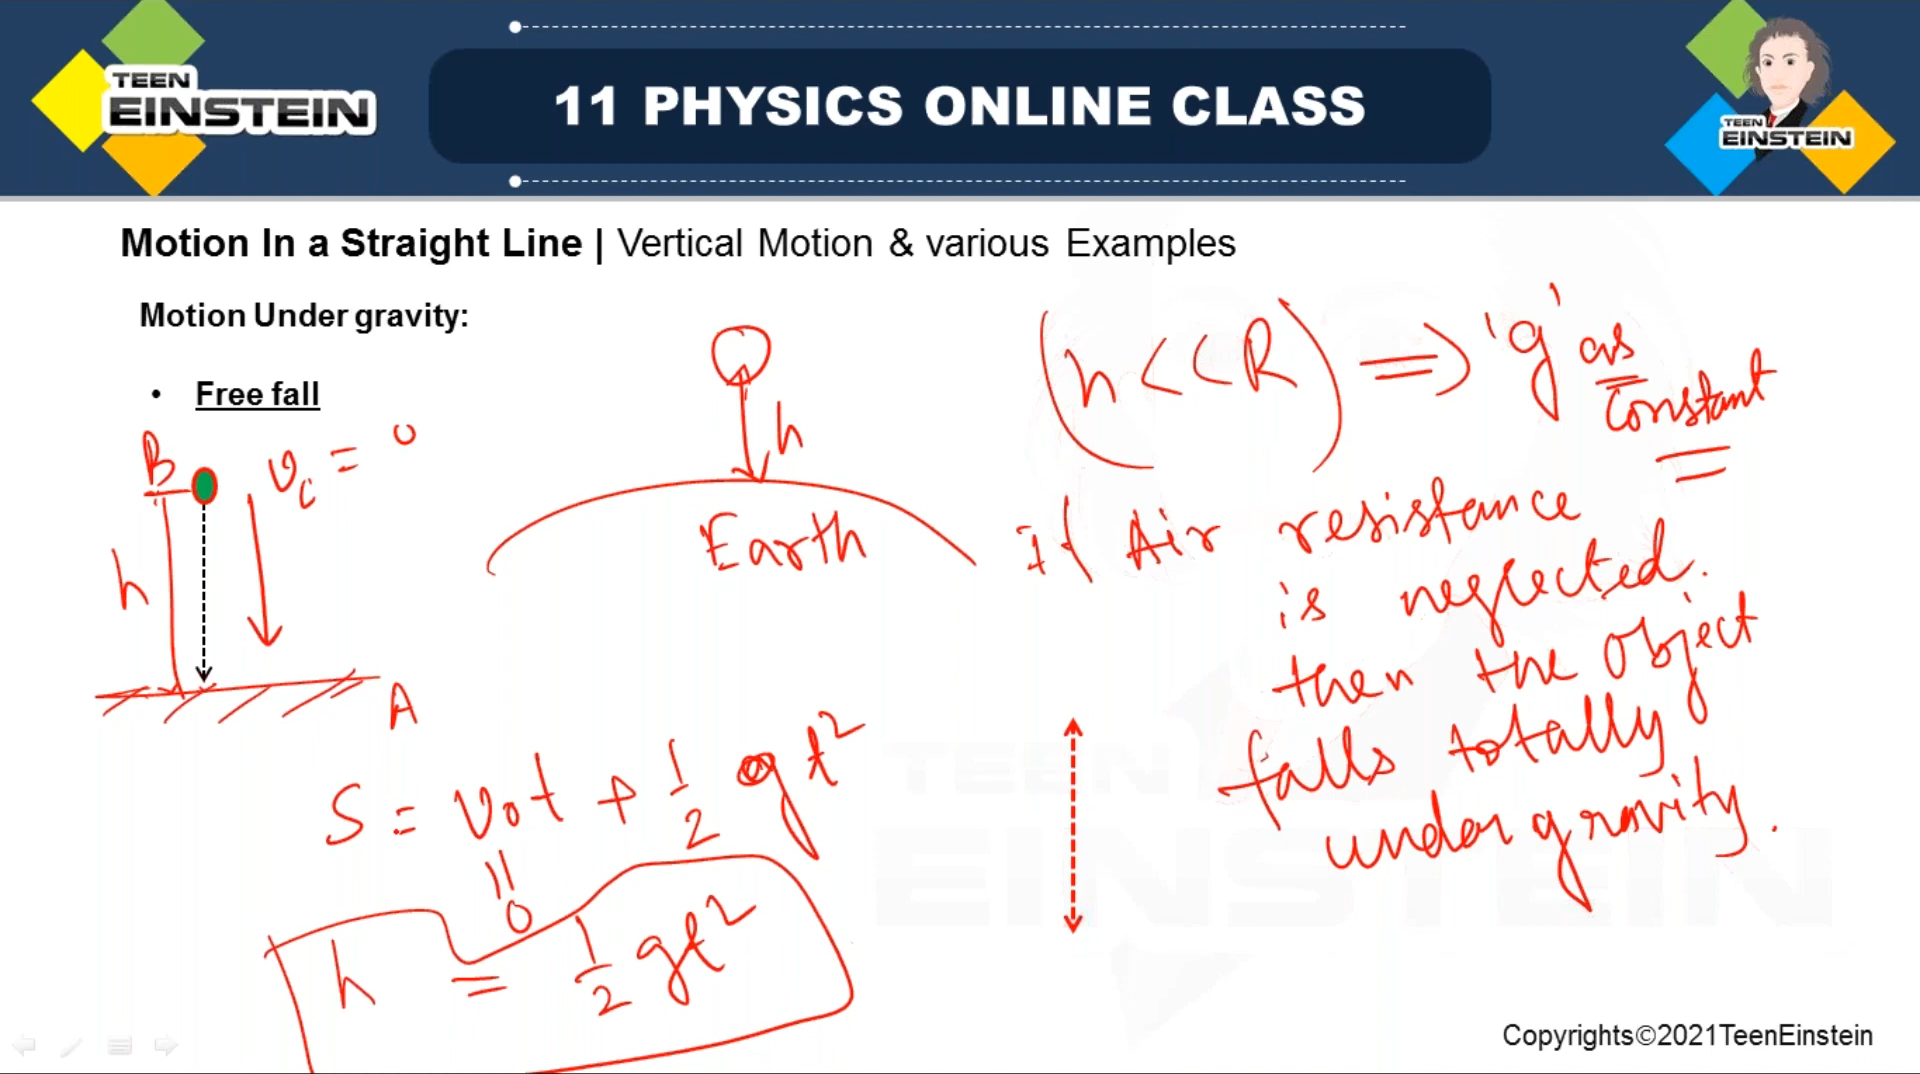 TEEN
EINSTEIN
11 PHYSICS ONLINE CLASS
TEEN
EINSTEIN
Motion In a Straight Line | Vertical Motion & various Examples
Motion Under gravity:
• Free fall
B
h
A
h
Earth
(h << R) ⇒ 'g' as
constant
If Air resistance
is neglected.
then the object
falls totally
under gravity.
S = v₀t + 1/2 gt²
0
h = 1/2 gt²
TEEN
EINSTEIN
Copyrights©2021TeenEinstein